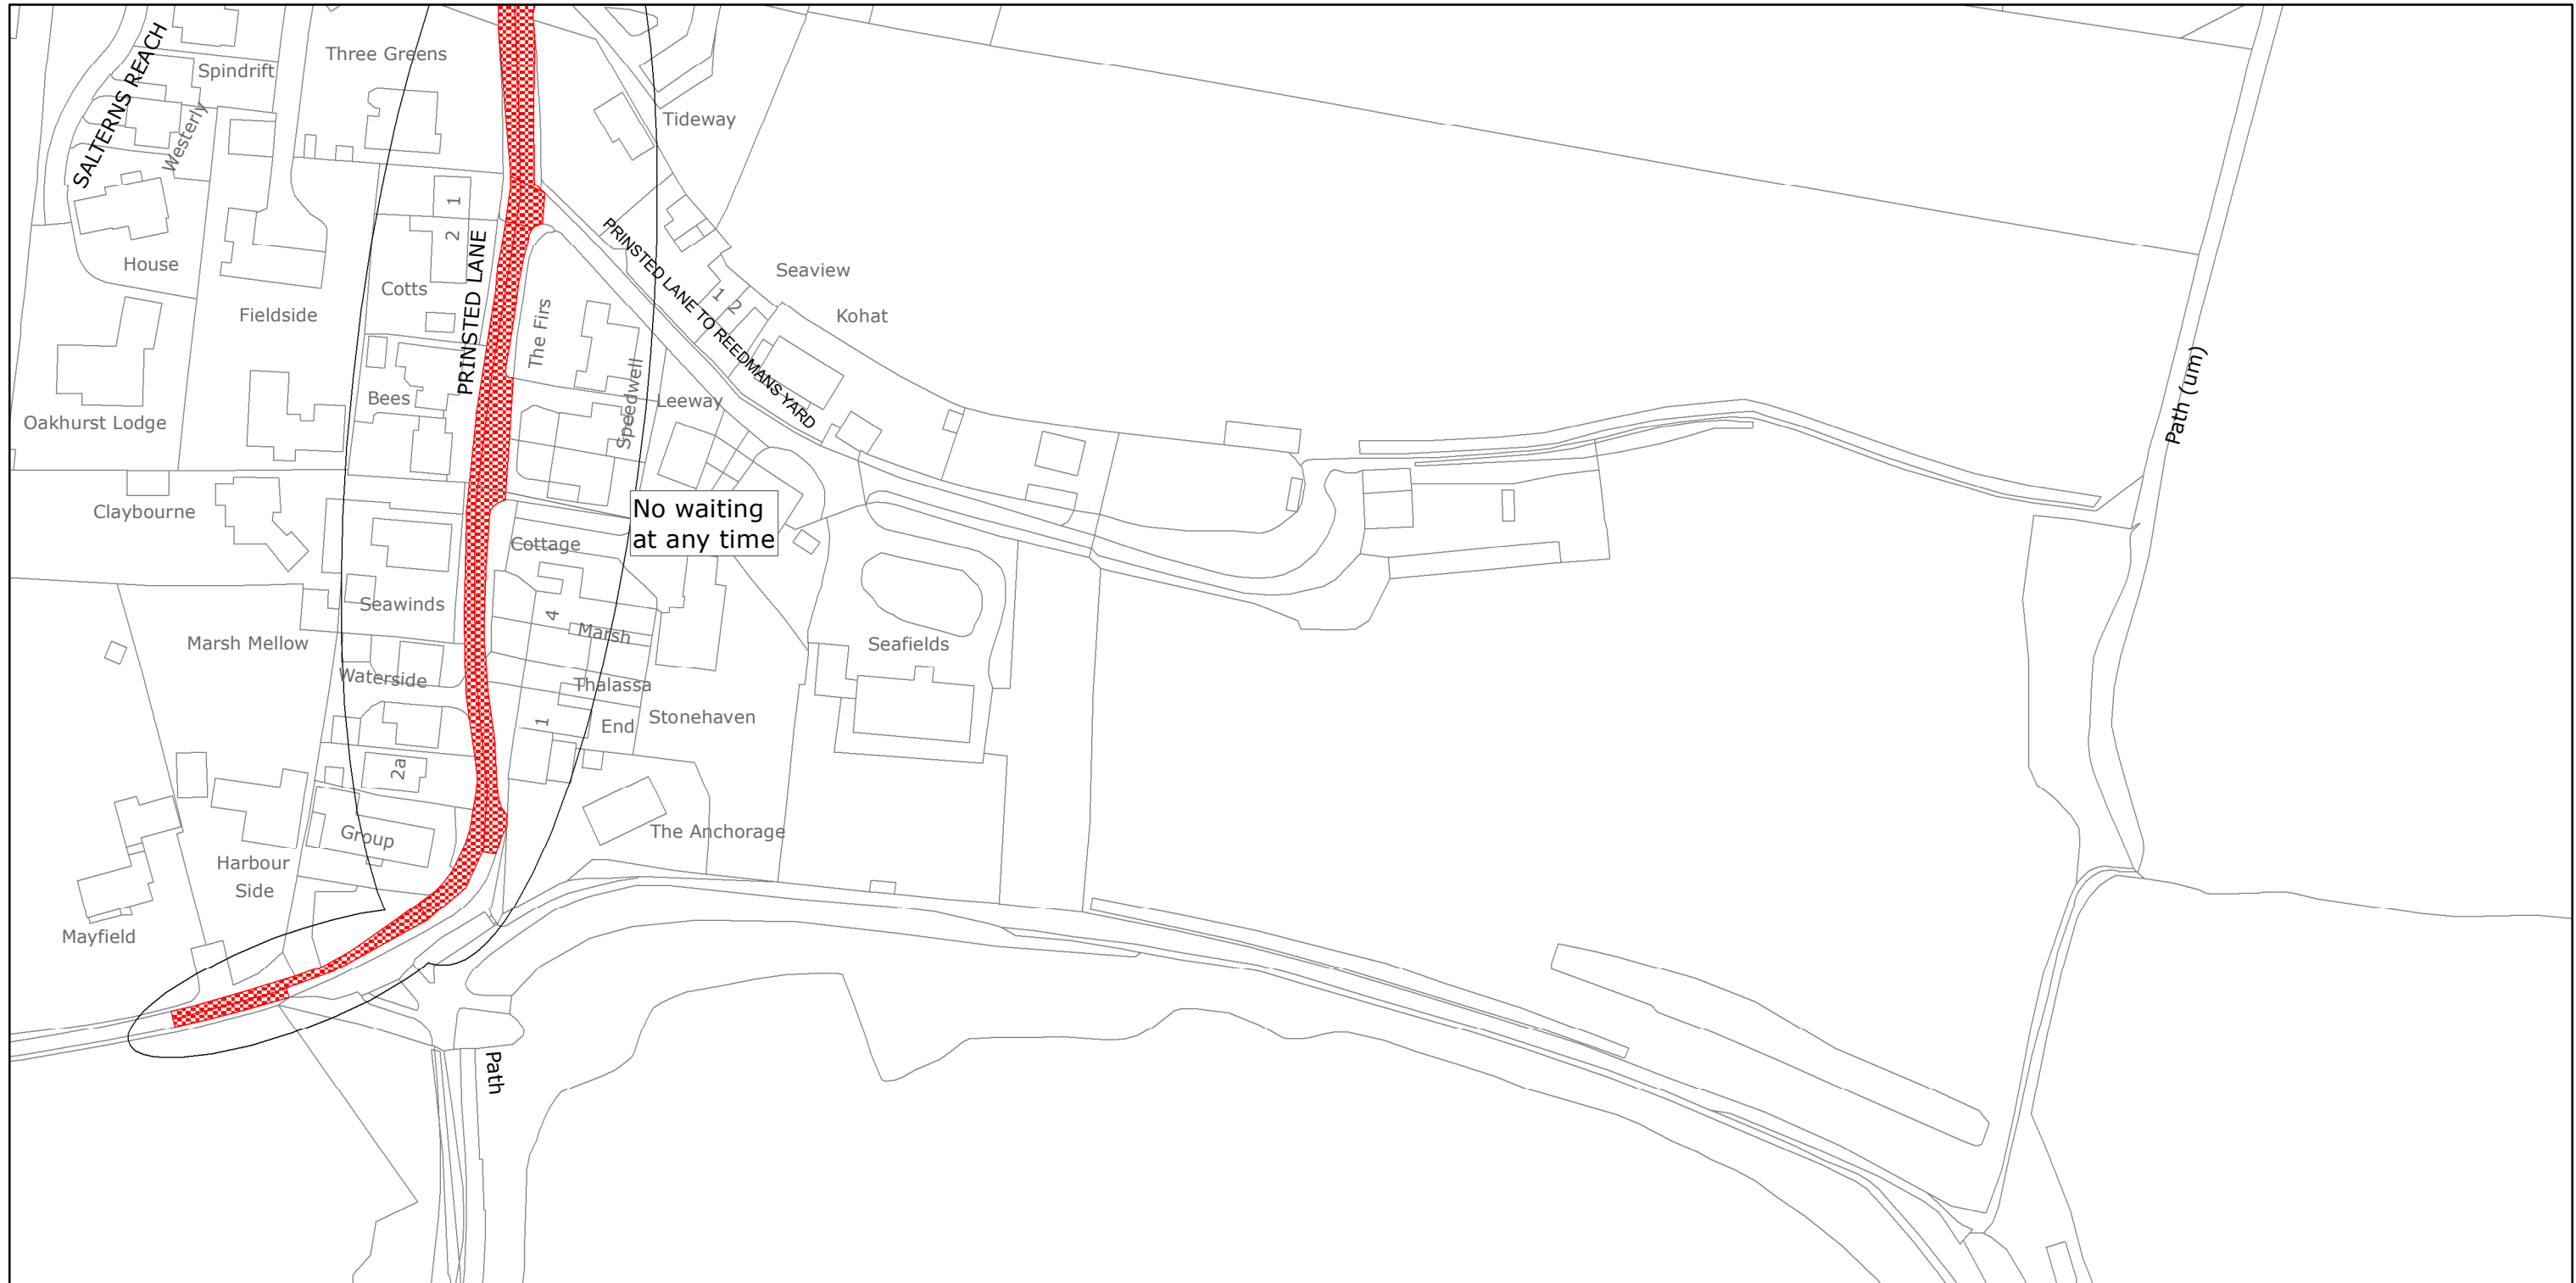 Three Greens
SALTERNS REACH
Spindrift
Westerly
Tideway
1
2
PRINSTED LANE
PRINSTED LANE TO REEDMANS YARD
House
Seaview
Cotts
1
2
Fieldside
The Firs
Kohat
Path (um)
Bees
Speedwell
Leeway
Oakhurst Lodge
No waiting
at any time
Claybourne
Cottage
Seawinds
4
Marsh
Marsh Mellow
Seafields
Waterside
Thalassa
1
End
Stonehaven
2a
Group
The Anchorage
Harbour
Side
Mayfield
Path